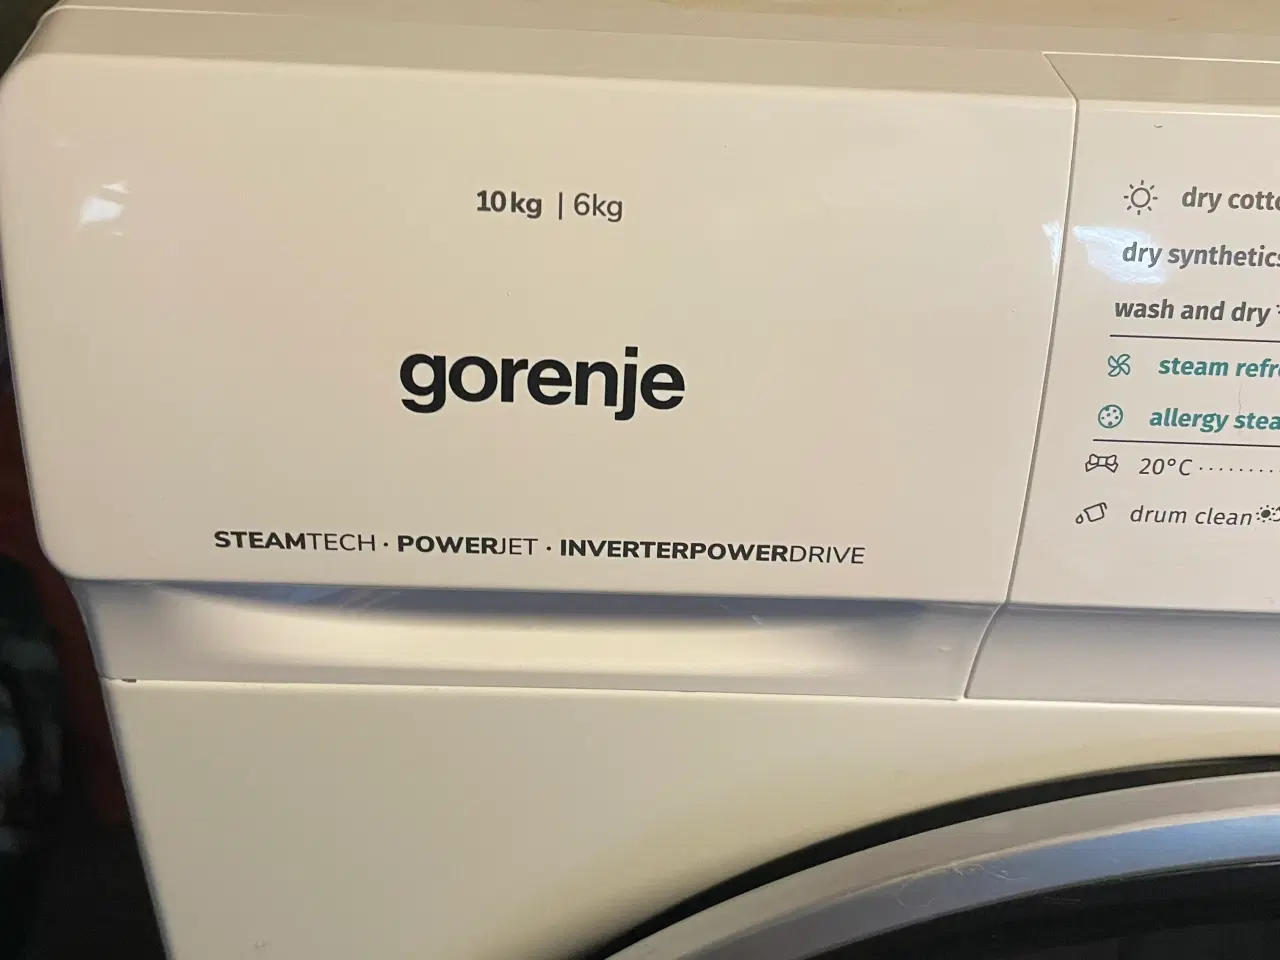 10kg | 6kg
gorenje
STEAMTECH · POWERJET · INVERTERPOWERDRIVE
dry
dry synthetics
wash and dry
steam
allergy
20°C ........
drum clean